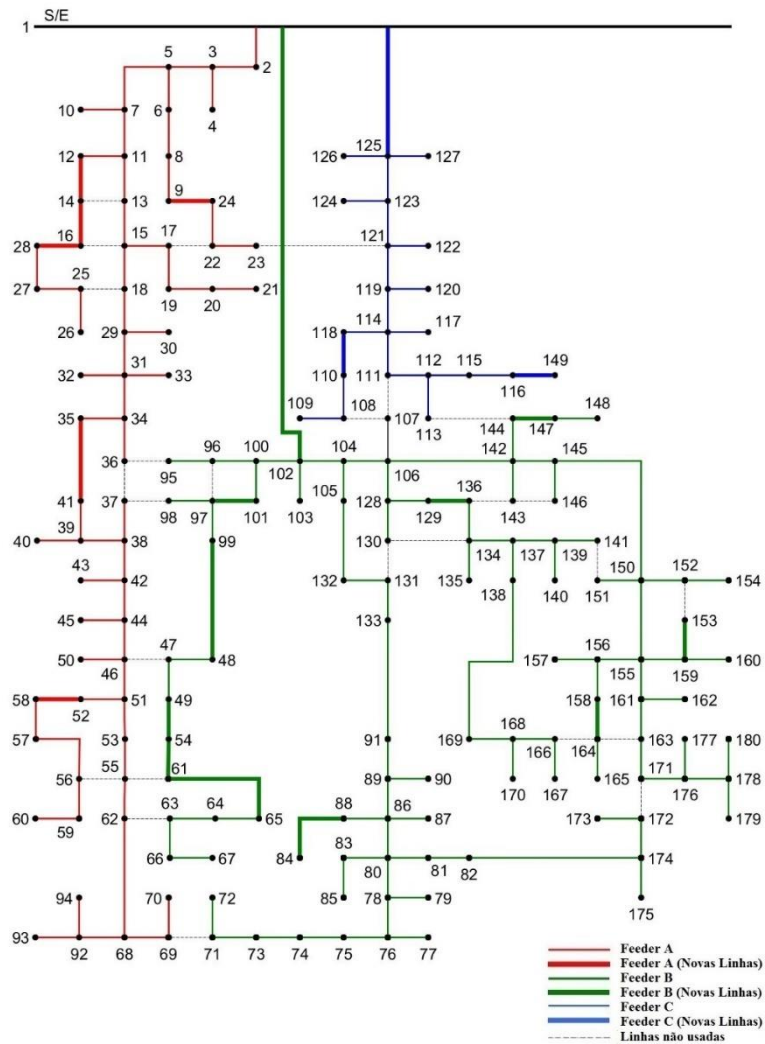 S/E
1
5 3
2
10 7 6 4
12 11 8 126 125 127
14 13 9 24 124 123
28 16 15 17 22 23 121 122
27 25 18 19 20 21 119 120
26 29 30 118 114 117
32 31 33 110 111 112 115 116 149
35 34 109 108 107 113 144 147 148
36 95 96 100 102 104 106 142 145
41 37 98 97 101 103 105 128 129 136 143 146
40 39 38 99 130 134 137 139 141
43 42 132 131 135 138 140 151 150 152 154
45 44 133 153
50 46 47 48 157 156 155 159 160
58 52 51 49 158 161 162
57 53 54 91 169 168 166 164 163 177 180
56 55 61 89 90 170 167 165 171 176 178
60 59 62 63 64 65 88 86 87 173 172 179
66 67 84 83 80 81 82 174
94 70 72 85 78 79 175
93 92 68 69 71 73 74 75 76 77
Feeder A
Feeder A (Novas Linhas)
Feeder B
Feeder B (Novas Linhas)
Feeder C
Feeder C (Novas Linhas)
Linhas não usadas